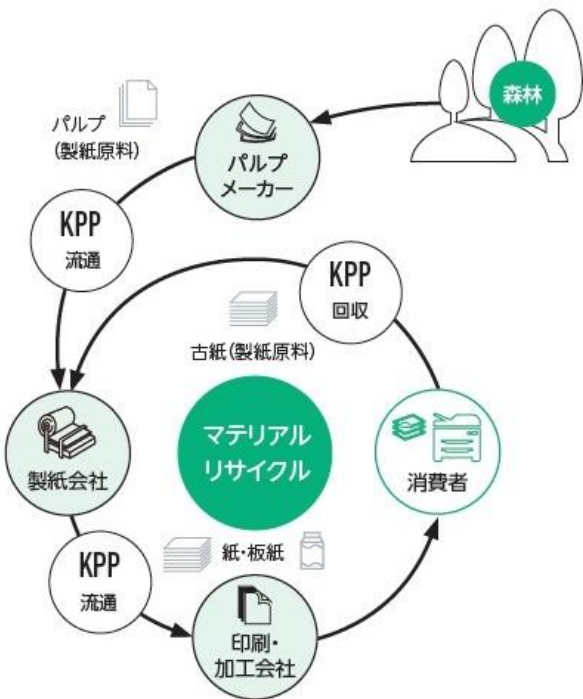 森林
パルプ
(製紙原料)
パルプ
メーカー
KPP
流通
KPP
回収
古紙(製紙原料)
マテリアル
リサイクル
製紙会社
消費者
紙・板紙
KPP
流通
印刷・
加工会社